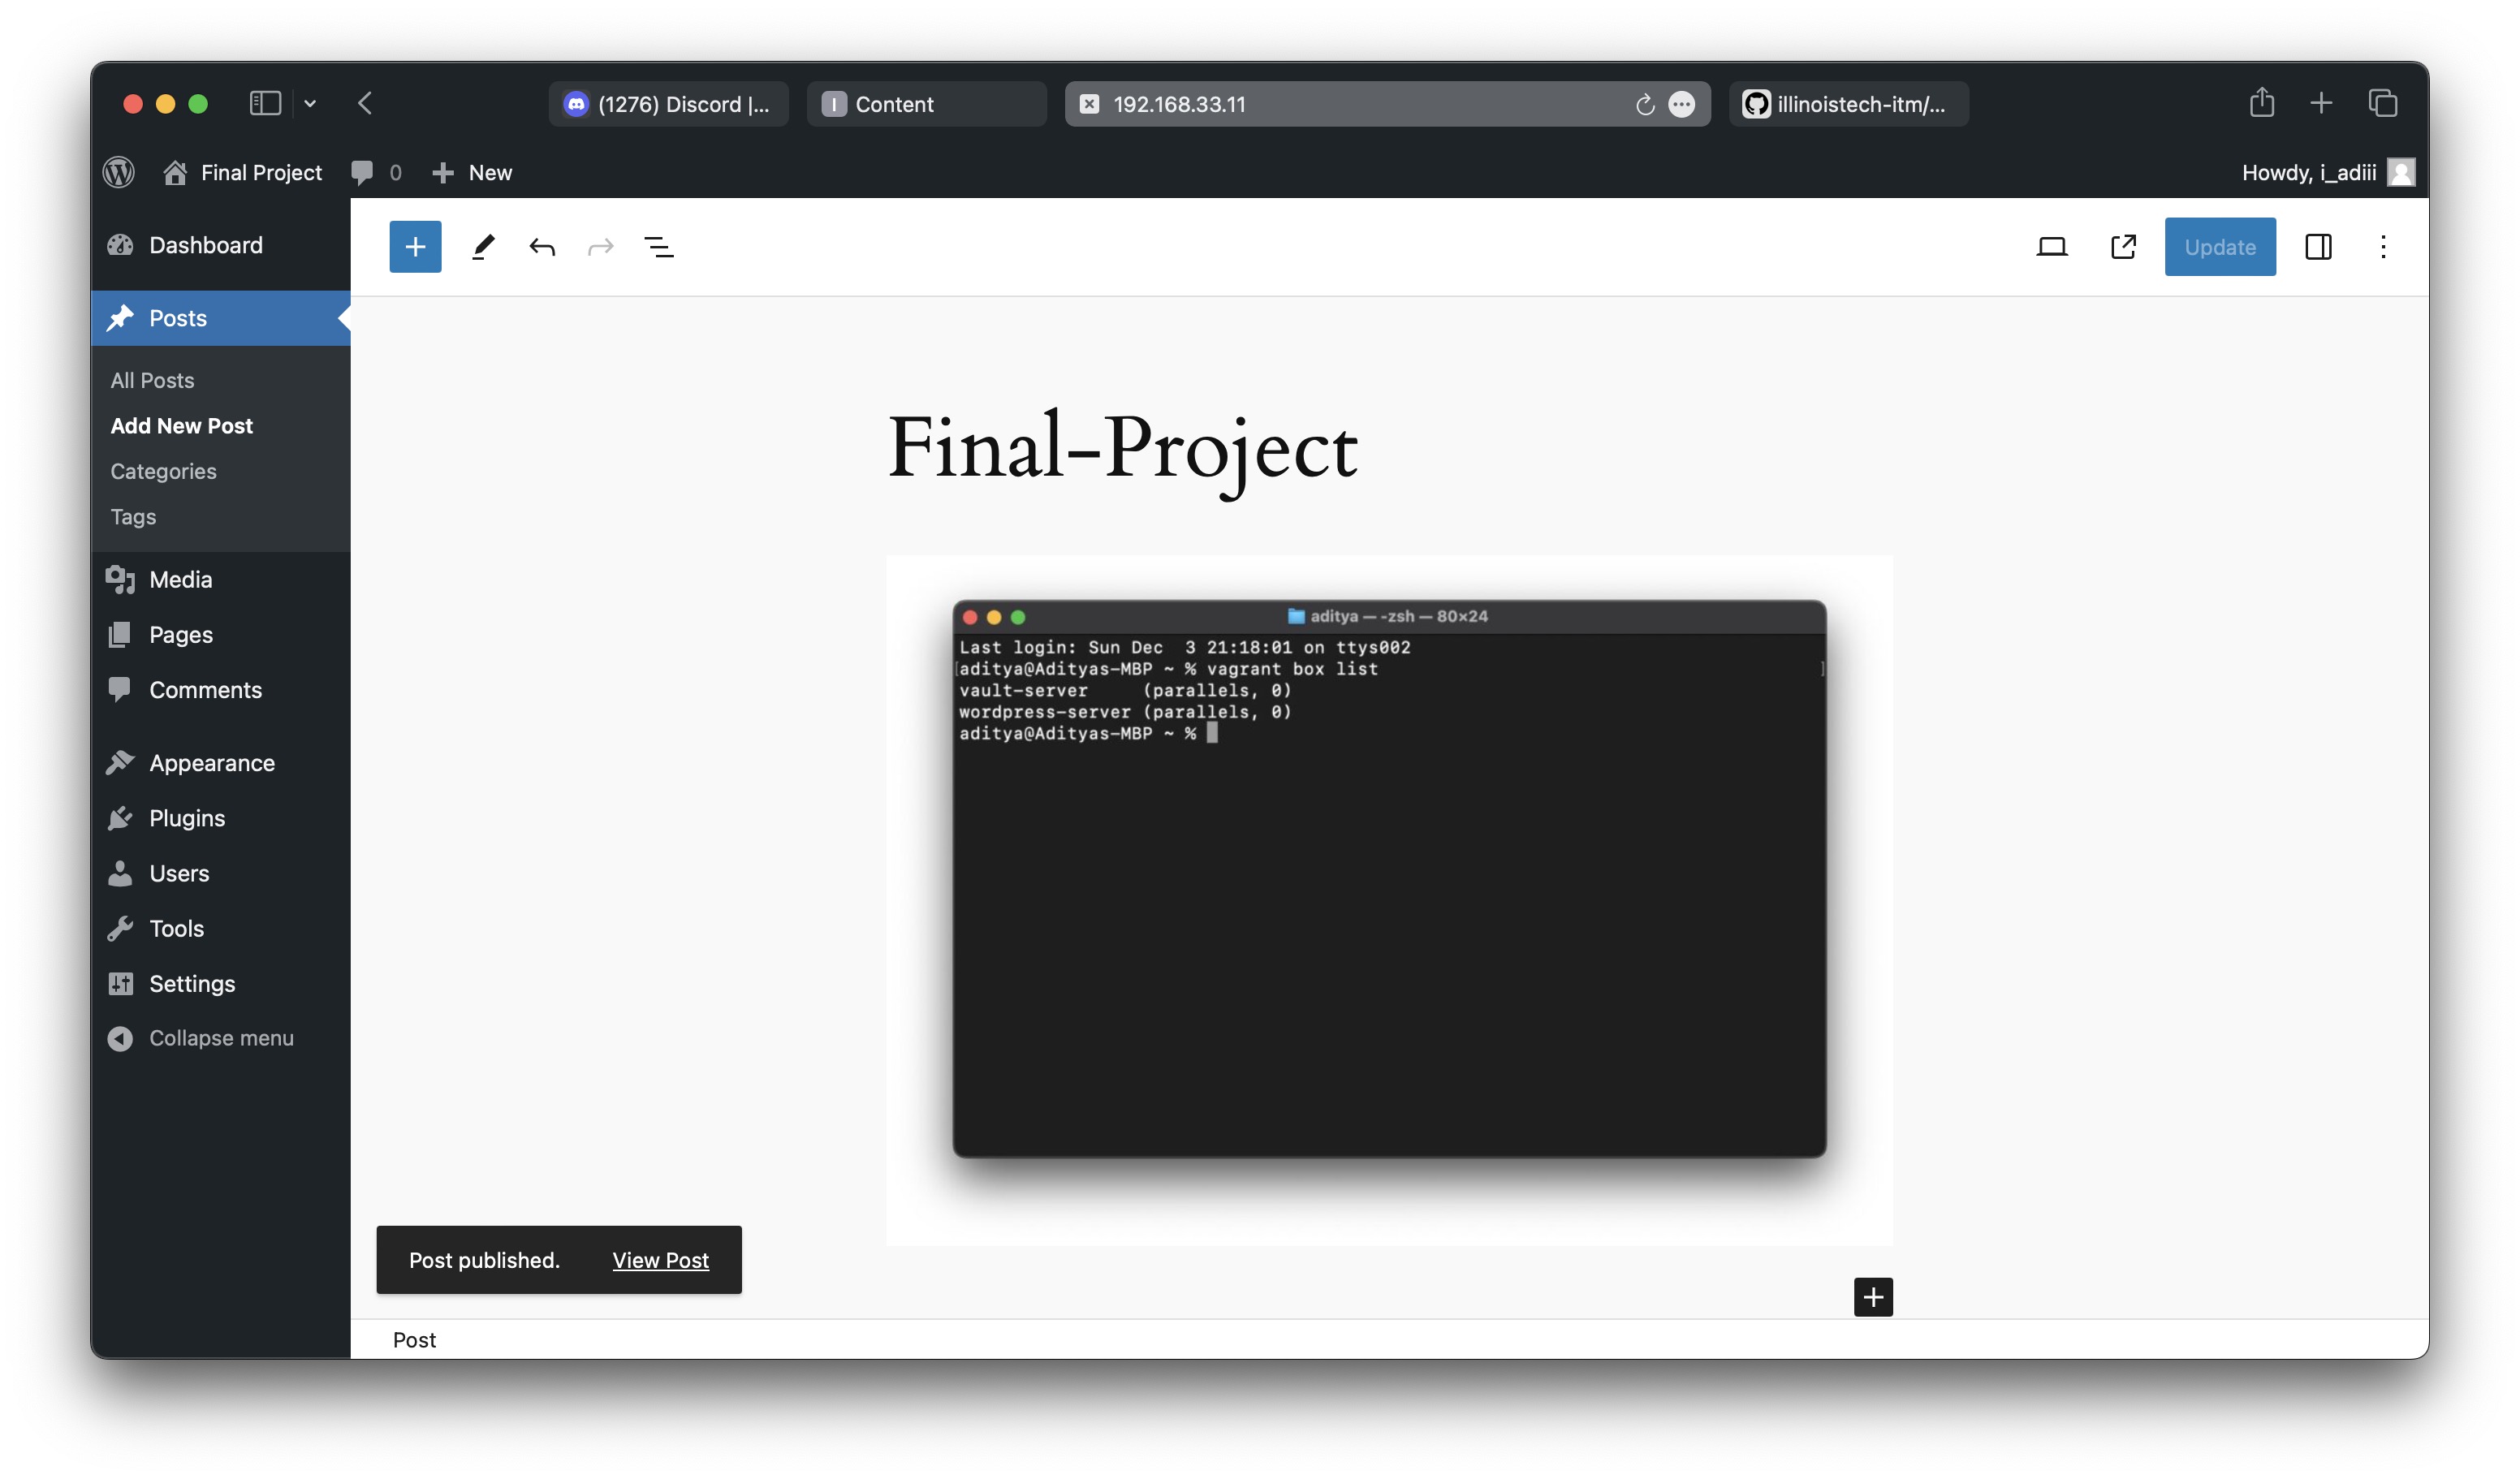 (1276) Discord |...
I Content
192.168.33.11
illinoistech-itm/...
Final Project
0
New
Howdy, i_adiii
Dashboard
Posts
All Posts
Add New Post
Categories
Tags
Media
Pages
Comments
Appearance
Plugins
Users
Tools
Settings
Collapse menu
Update
Final-Project
aditya — -zsh — 80×24
Last login: Sun Dec  3 21:18:01 on ttys002
[aditya@Adityas-MBP ~ % vagrant box list ]
vault-server     (parallels, 0)
wordpress-server (parallels, 0)
aditya@Adityas-MBP ~ %
Post published. View Post
Post